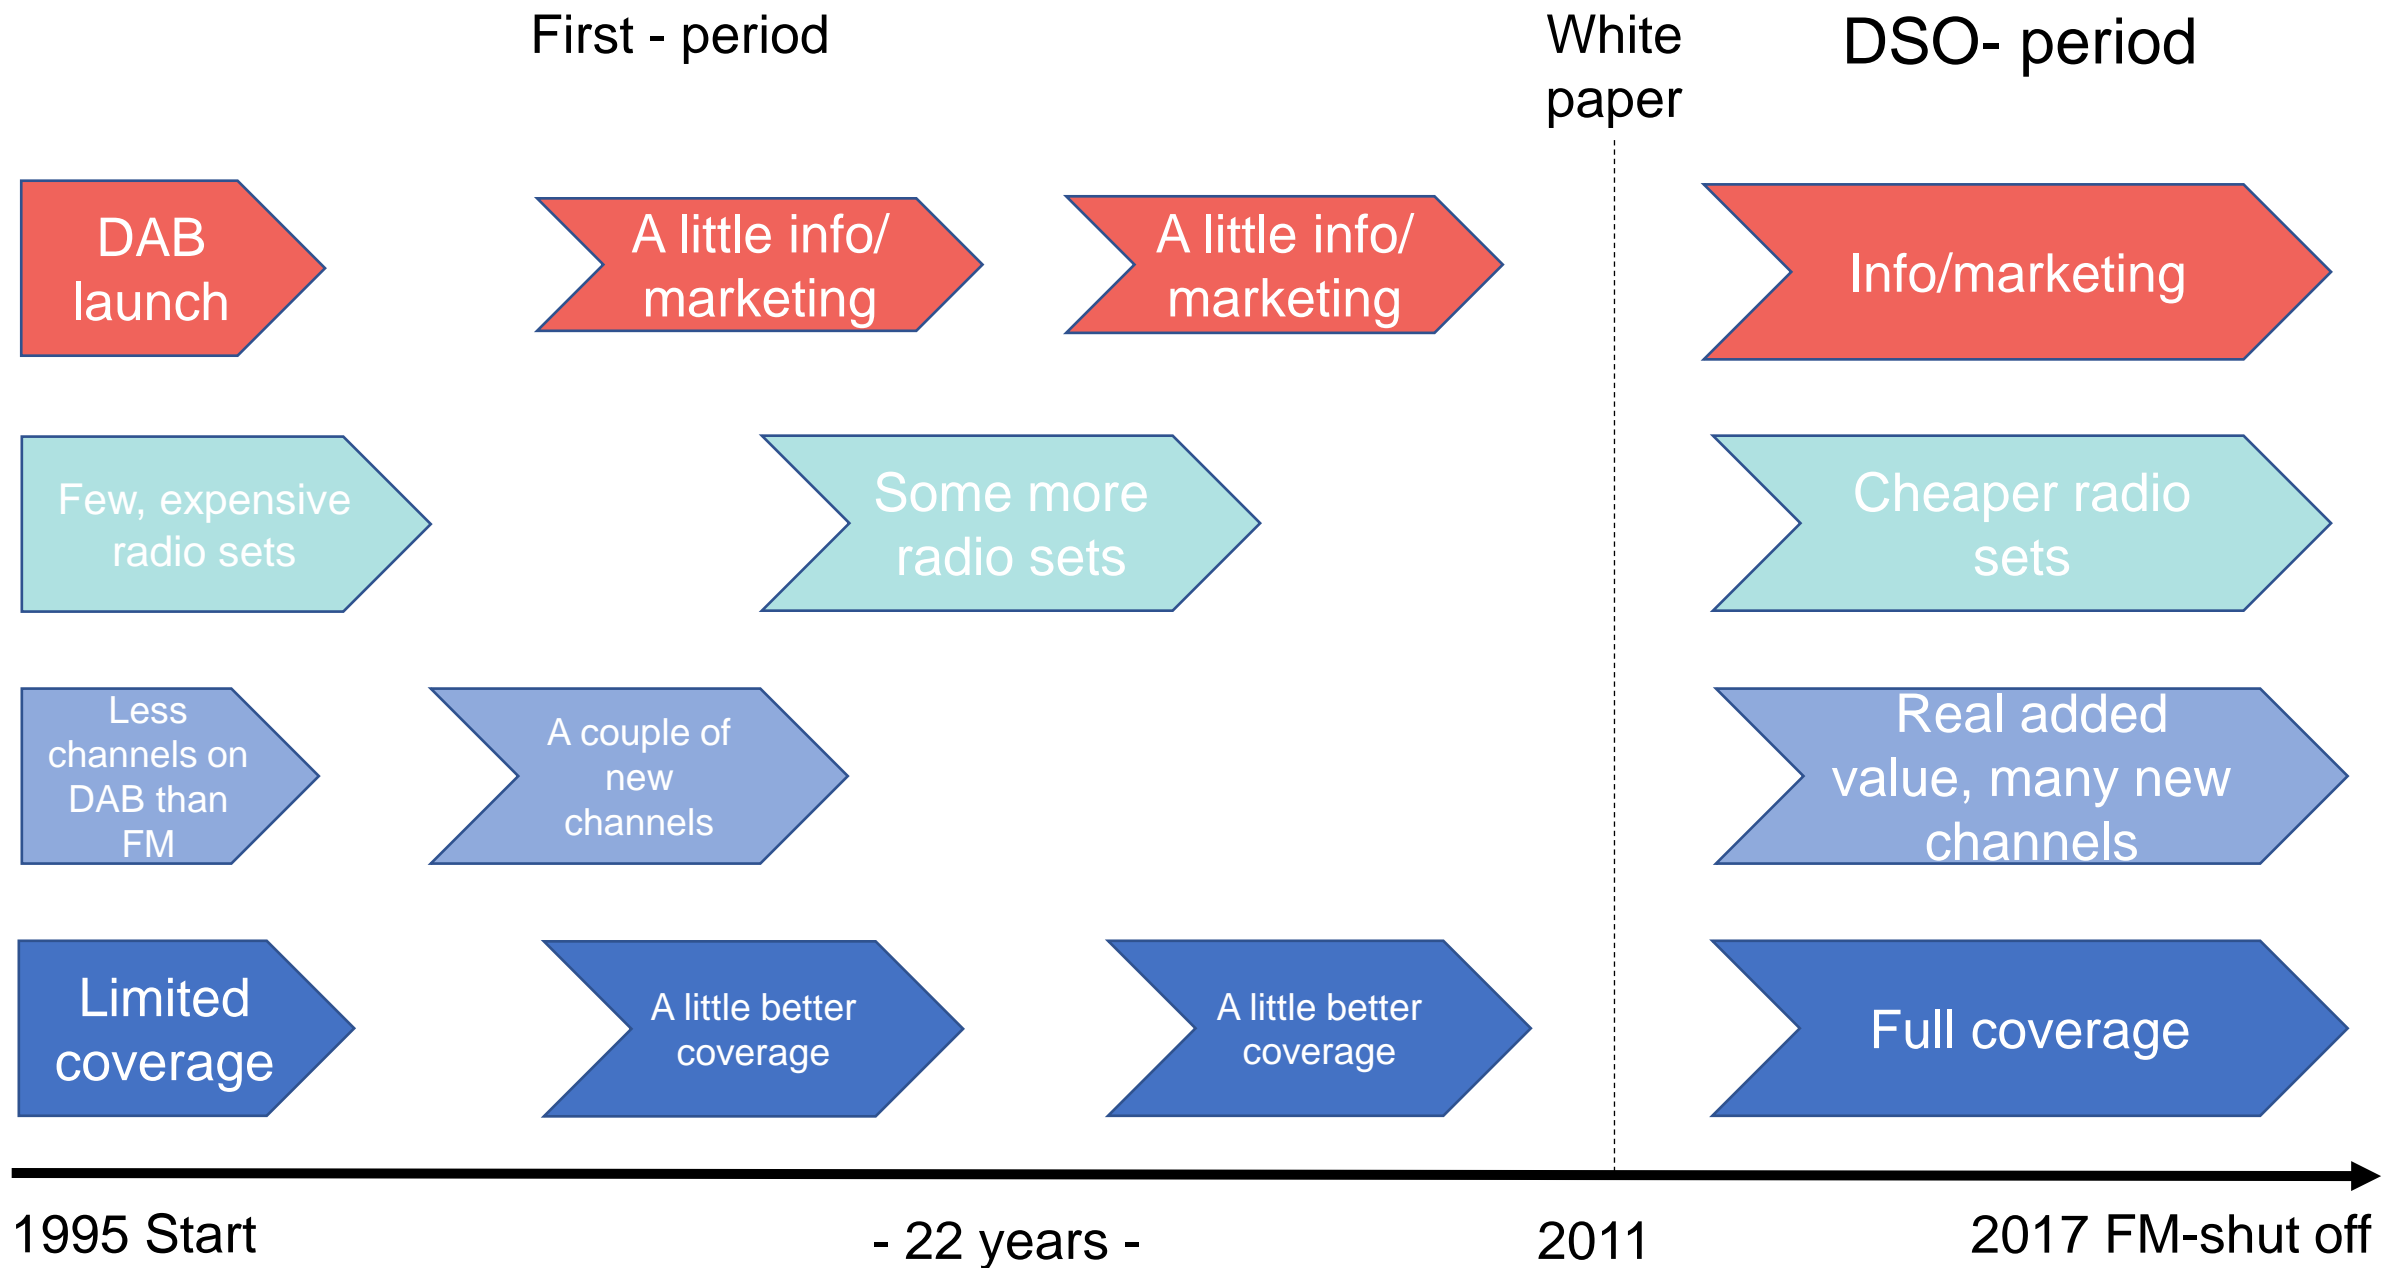 First - period
White
paper
DSO- period
DAB
launch
A little info/
marketing
A little info/
marketing
Info/marketing
Few, expensive
radio sets
Some more
radio sets
Cheaper radio
sets
Less
channels on
DAB than
FM
A couple of
new
channels
Real added
value, many new
channels
Limited
coverage
A little better
coverage
A little better
coverage
Full coverage
1995 Start
- 22 years -
2011
2017 FM-shut off